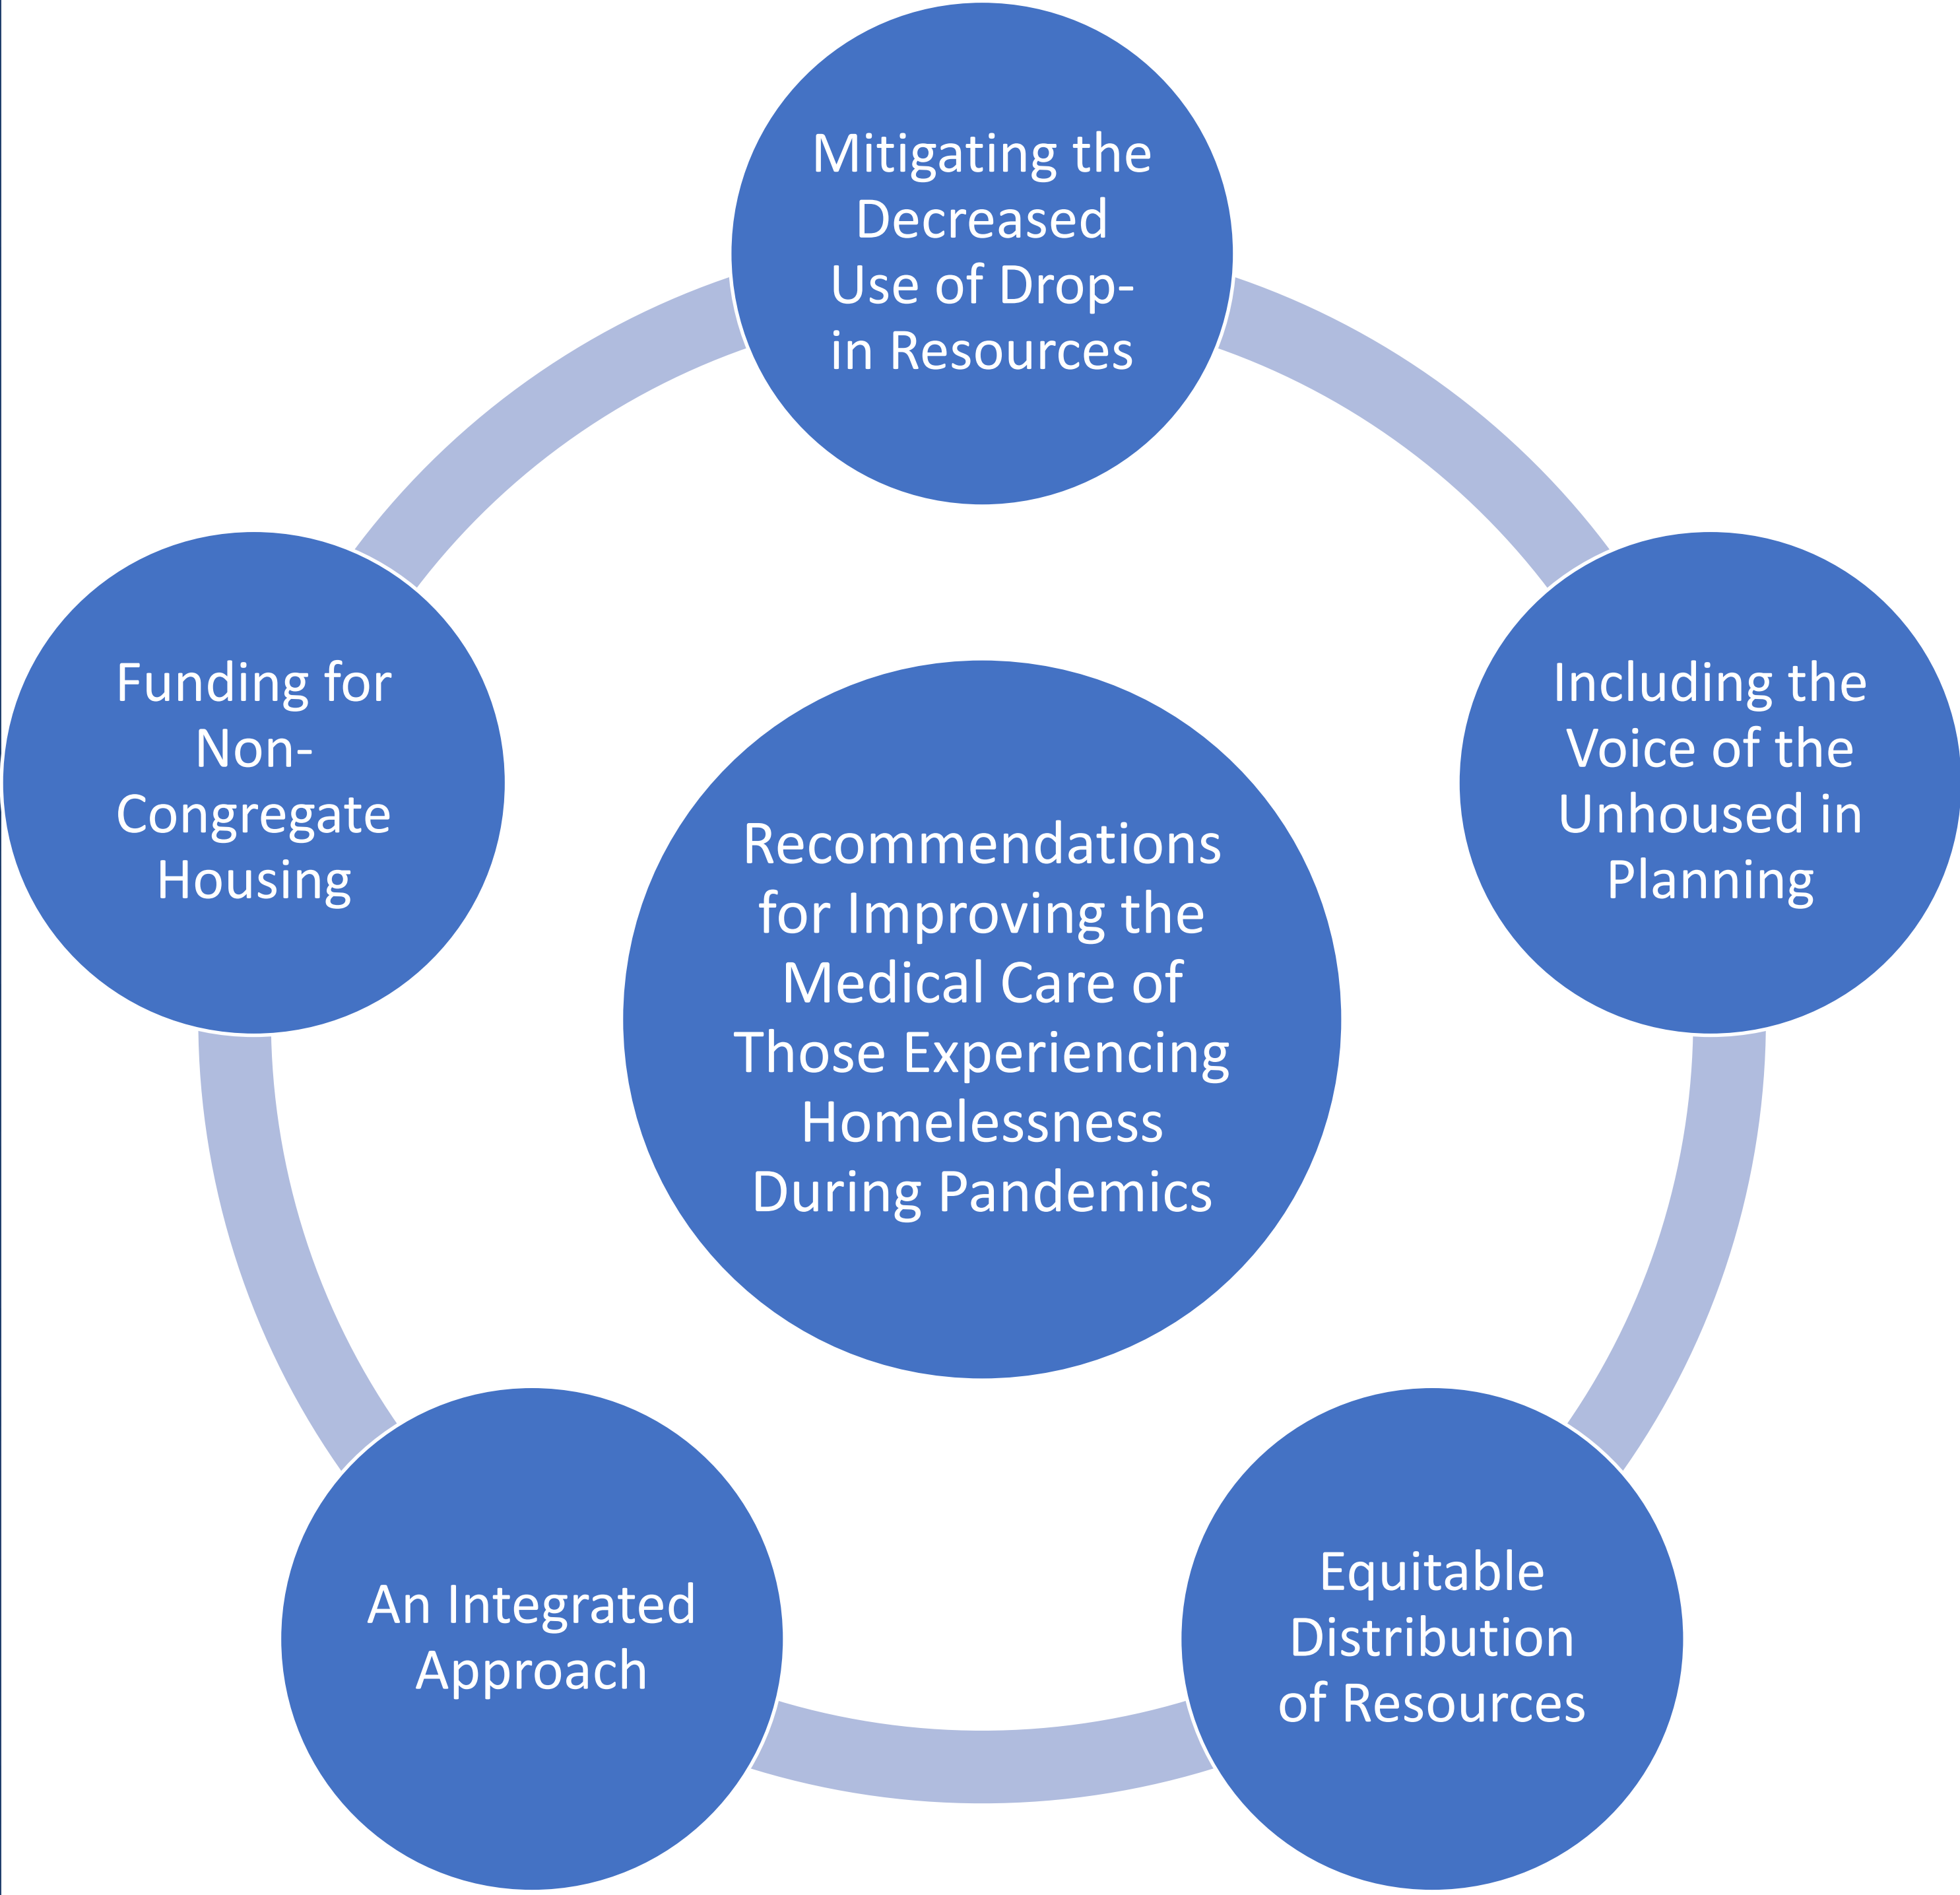 Mitigating the
Decreased
Use of Drop-
in Resources
Funding for
Non-
Congregate
Housing
Including the
Voice of the
Unhoused in
Planning
Recommendations
for Improving the
Medical Care of
Those Experiencing
Homelessness
During Pandemics
An Integrated
Approach
Equitable
Distribution
of Resources